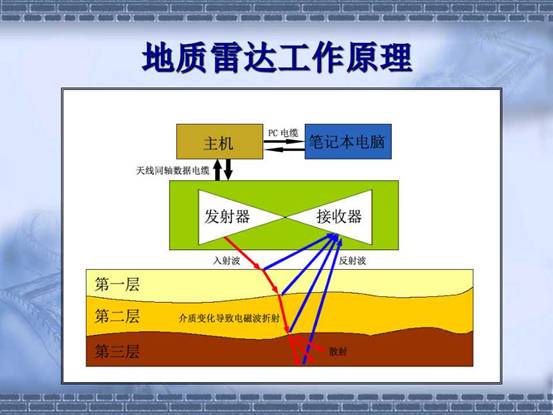 地质雷达工作原理
主机
PC 电缆
笔记本电脑
天线同轴数据电缆
发射器
接收器
入射波
反射波
第一层
第二层
介质变化导致电磁波折射
第三层
散射